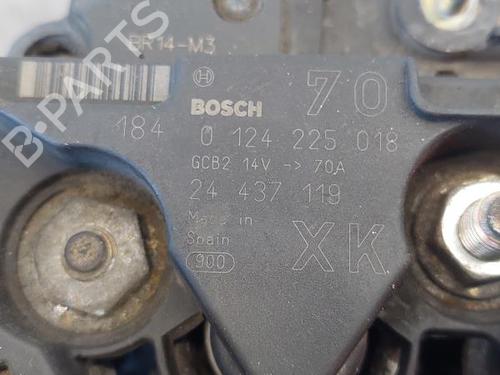 BR14-M3
BOSCH 70
184 0 124 225 018
GCB2 14V -> 70A
24 437 119
Made in
Spain XK
900